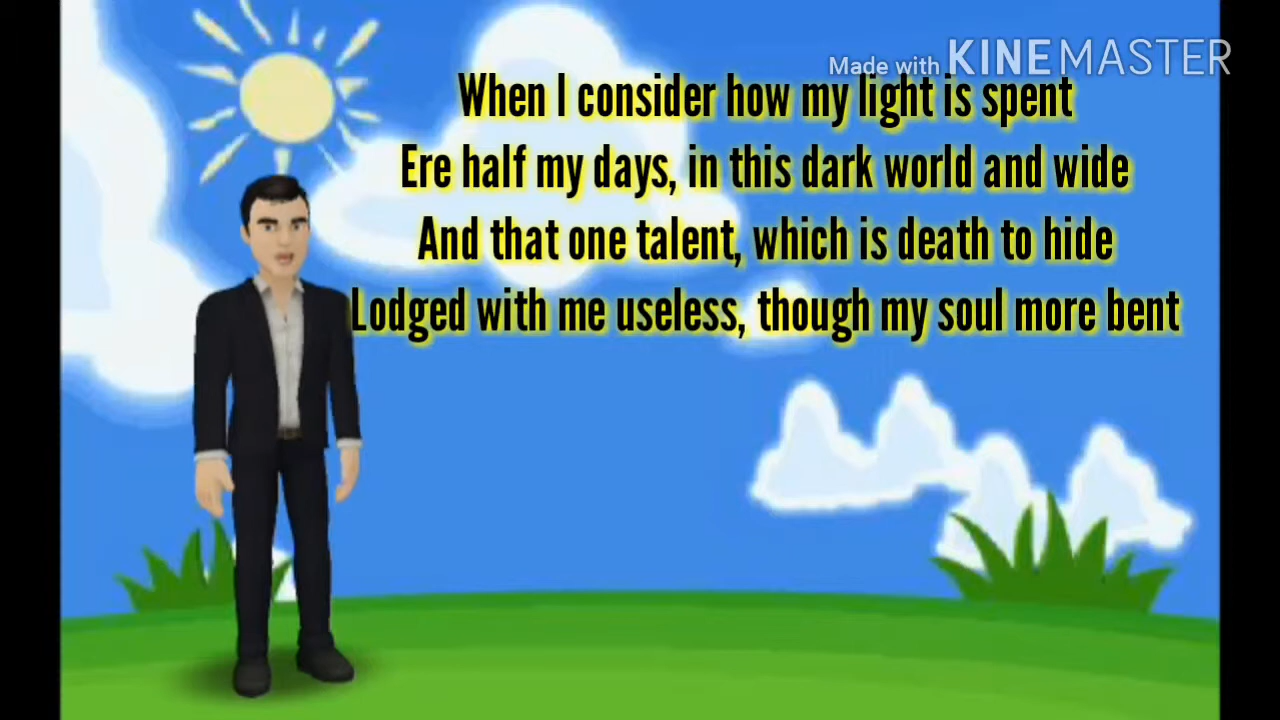 Made with KINEMASTER
When I consider how my light is spent
Ere half my days, in this dark world and wide
And that one talent, which is death to hide
Lodged with me useless, though my soul more bent